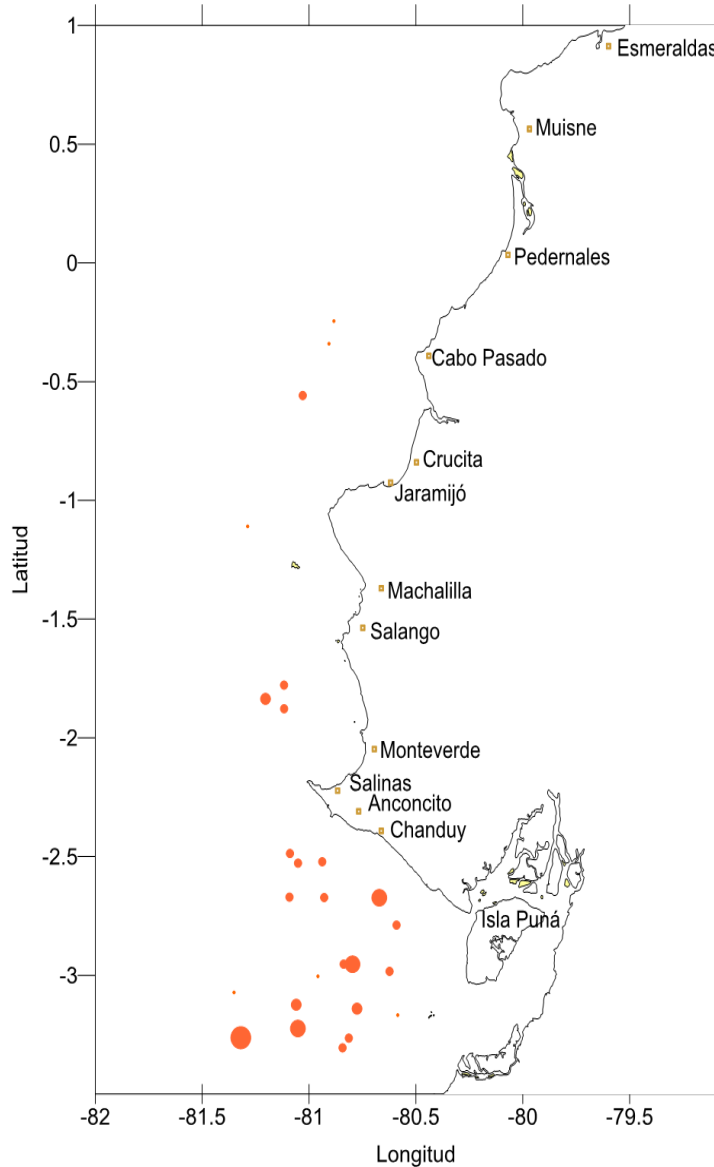 1
Esmeraldas
Muisne
0.5
Pedernales
0
Cabo Pasado
-0.5
Crucita
Jaramijó
-1
Machalilla
-1.5
Salango
-2
Monteverde
Salinas
Anconcito
Chanduy
-2.5
Isla Puná
-3
Latitud
-82
-81.5
-81
-80.5
-80
-79.5
Longitud